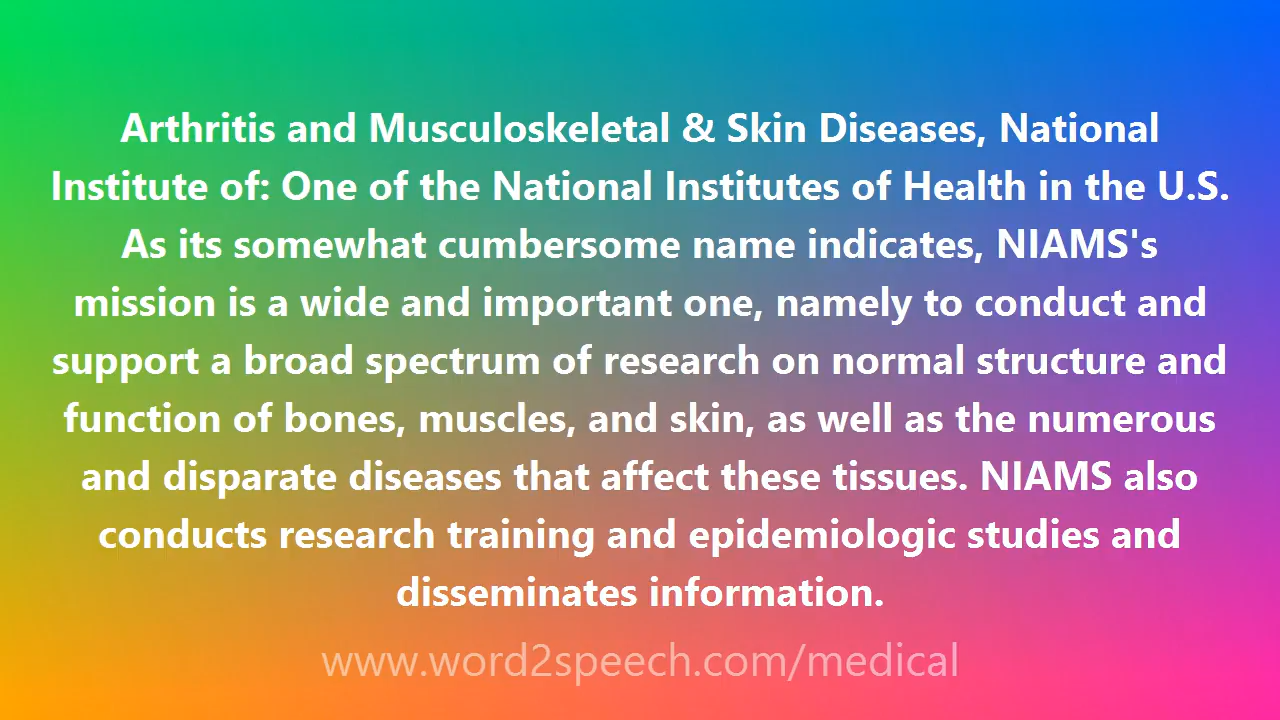 Arthritis and Musculoskeletal & Skin Diseases, National
Institute of: One of the National Institutes of Health in the U.S.
As its somewhat cumbersome name indicates, NIAMS's
mission is a wide and important one, namely to conduct and
support a broad spectrum of research on normal structure and
function of bones, muscles, and skin, as well as the numerous
and disparate diseases that affect these tissues. NIAMS also
conducts research training and epidemiologic studies and
disseminates information.
www.word2speech.com/medical